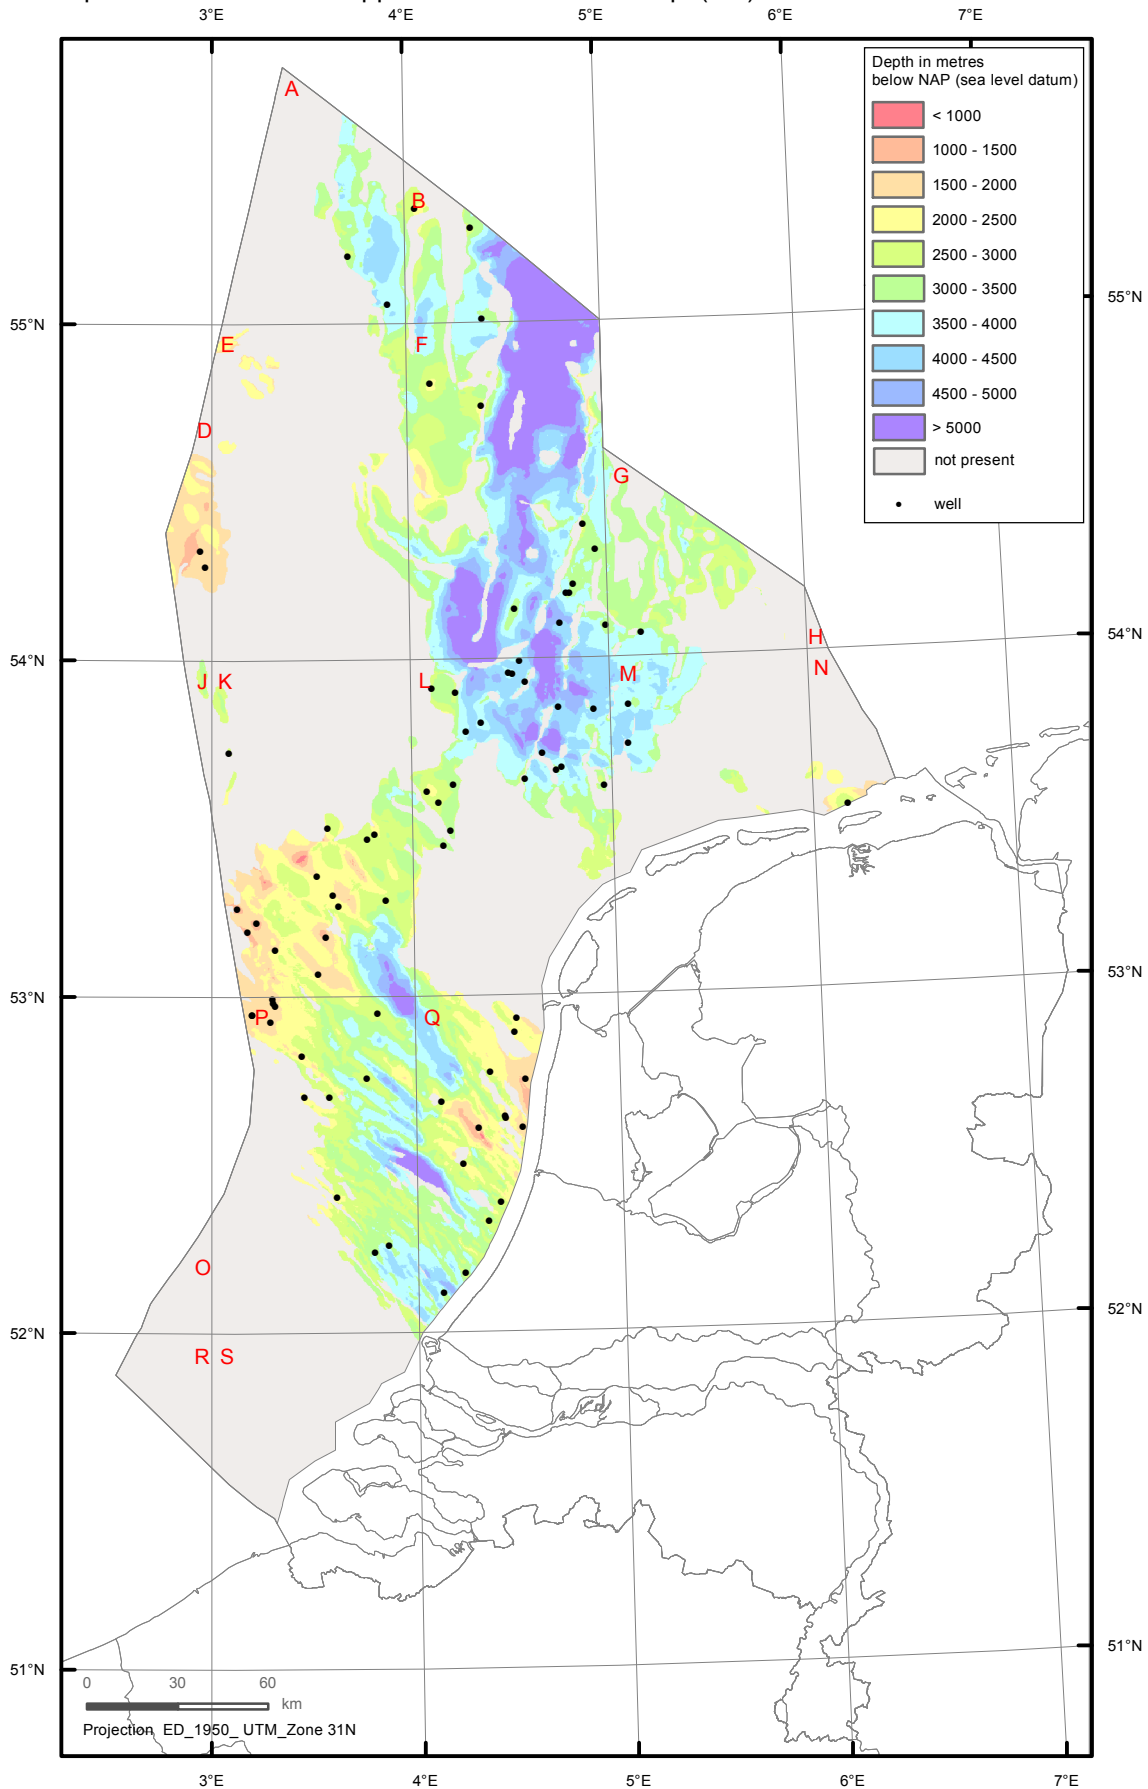 3°E 4°E 5°E 6°E 7°E
Depth in metres
below NAP (sea level datum)
< 1000
1000 - 1500
1500 - 2000
2000 - 2500
2500 - 3000
3000 - 3500
3500 - 4000
4000 - 4500
4500 - 5000
> 5000
not present
well
A
B
55°N
55°N
E
F
D
G
54°N
54°N
H
J K
L
M
N
53°N
53°N
P
Q
O
52°N
52°N
R S
51°N
51°N
0 30 60
km
Projection ED_1950_ UTM_Zone 31N
3°E 4°E 5°E 6°E 7°E